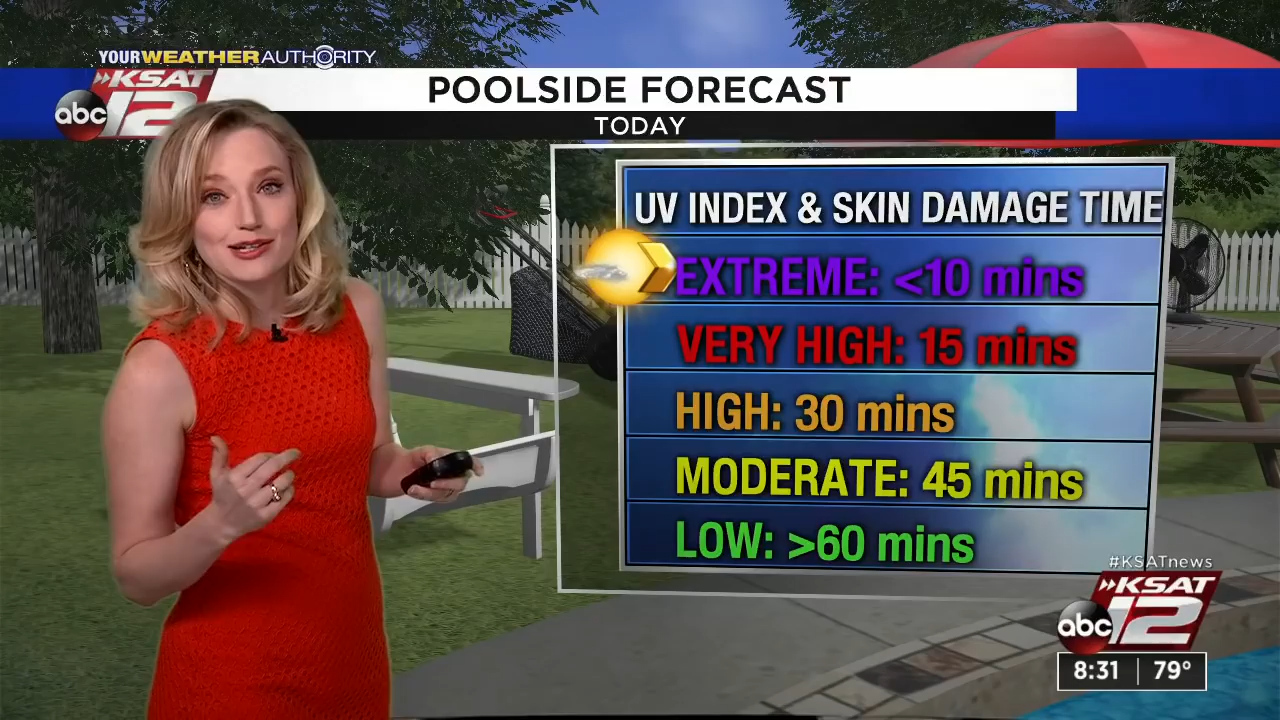 YOURWEATHERAUTHORITY
KSAT
abc 12
POOLSIDE FORECAST
TODAY
UV INDEX & SKIN DAMAGE TIME
EXTREME: <10 mins
VERY HIGH: 15 mins
HIGH: 30 mins
MODERATE: 45 mins
LOW: >60 mins
#KSATnews
KSAT
abc 12
8:31 79°